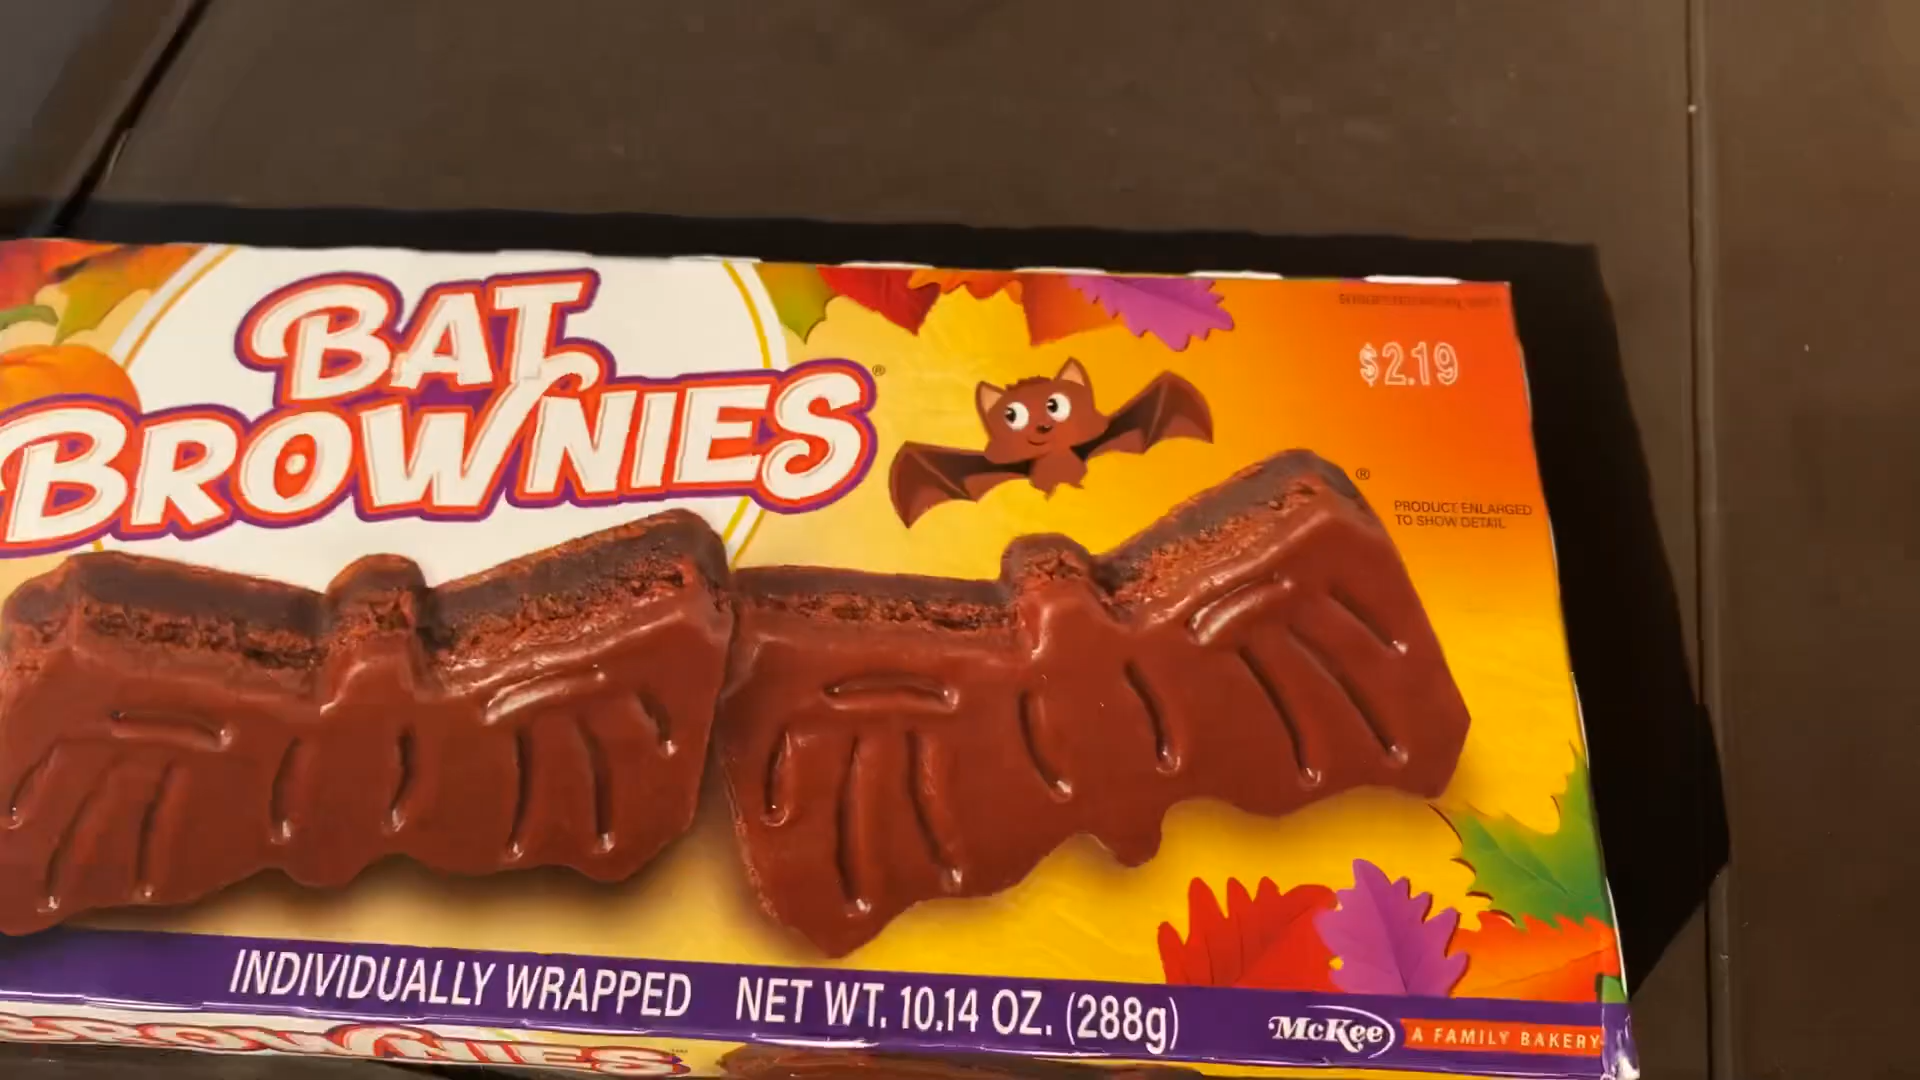 BAT
BROWNIES®
$2.19
®
PRODUCT ENLARGED
TO SHOW DETAIL
INDIVIDUALLY WRAPPED NET WT. 10.14 OZ. (288g)
McKee A FAMILY BAKERY
BROWNIES™